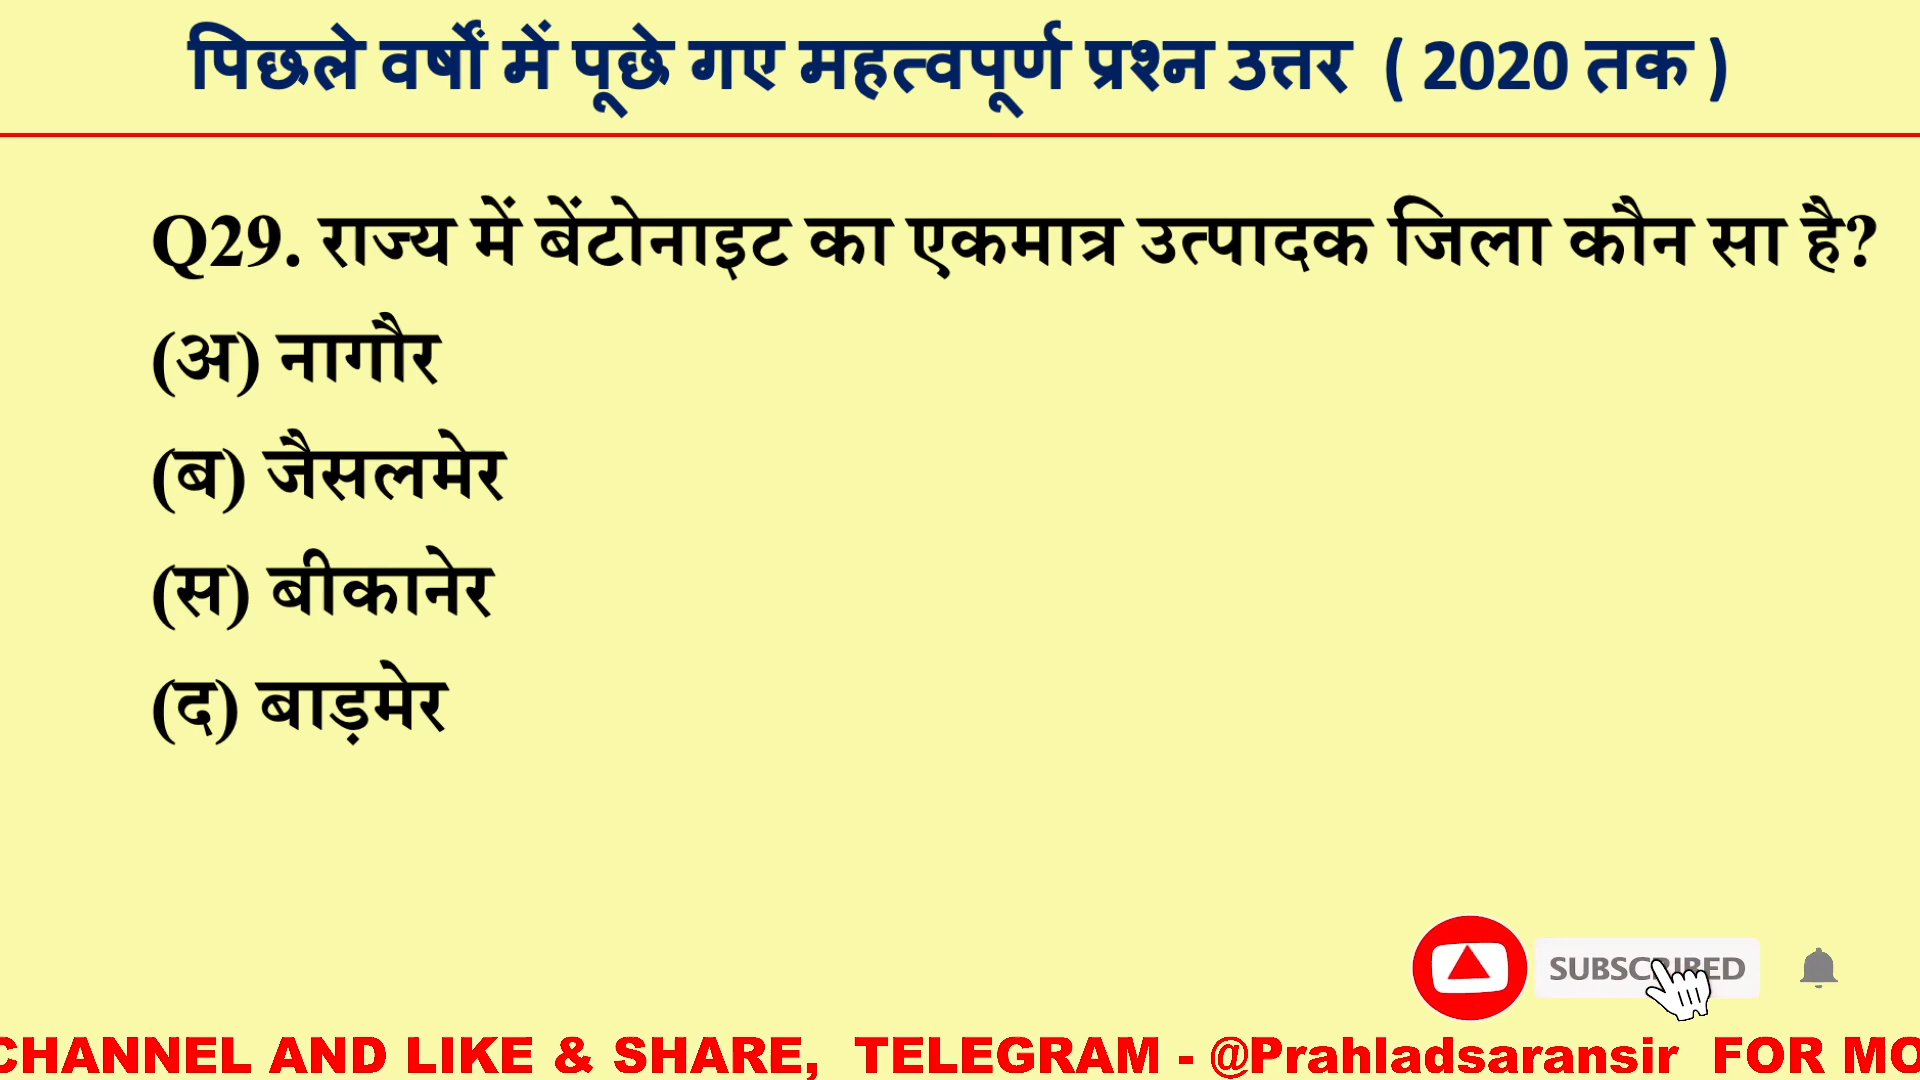 पिछले वर्षों में पूछे गए महत्वपूर्ण प्रश्न उत्तर ( 2020 तक )
Q29. राज्य में बेंटोनाइट का एकमात्र उत्पादक जिला कौन सा है?
(अ) नागौर
(ब) जैसलमेर
(स) बीकानेर
(द) बाड़मेर
SUBSCRIBED
CHANNEL AND LIKE & SHARE, TELEGRAM - @Prahladsaransir FOR MO